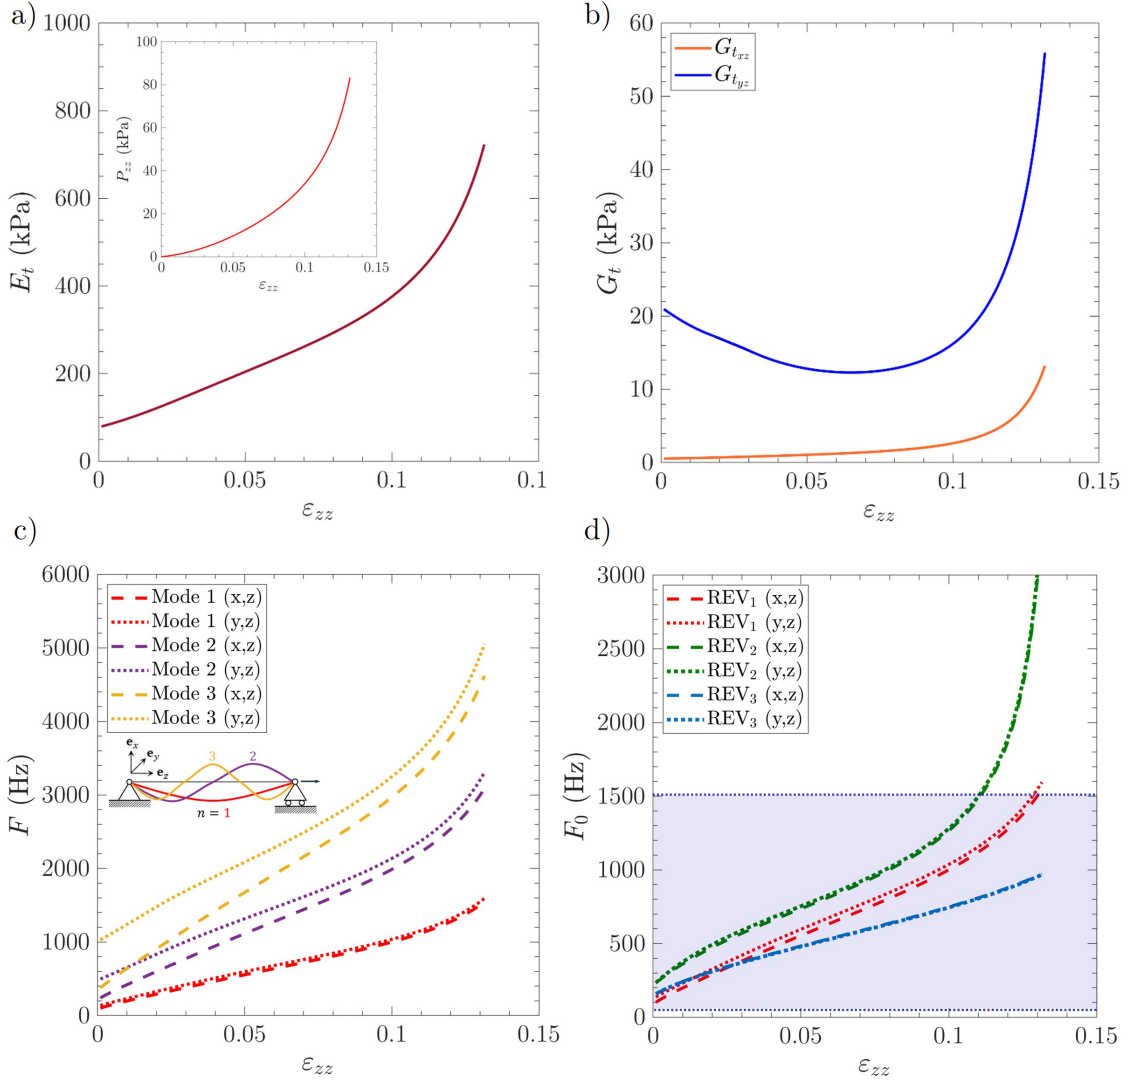 a)
1000
800
600
400
200
0
E_t (kPa)
0
0.05
0.1
0.1
ε_zz
100
80
60
40
20
0
P_zz (kPa)
0
0.05
0.1
0.15
ε_zz
b)
60
50
40
30
20
10
0
G_t (kPa)
G_t_xz
G_t_yz
0
0.05
0.1
0.15
ε_zz
c)
6000
5000
4000
3000
2000
1000
0
F (Hz)
Mode 1 (x,z)
Mode 1 (y,z)
Mode 2 (x,z)
Mode 2 (y,z)
Mode 3 (x,z)
Mode 3 (y,z)
e_x
e_y
e_z
3
2
n = 1
0
0.05
0.1
0.15
ε_zz
d)
3000
2500
2000
1500
1000
500
0
F_0 (Hz)
REV_1 (x,z)
REV_1 (y,z)
REV_2 (x,z)
REV_2 (y,z)
REV_3 (x,z)
REV_3 (y,z)
0
0.05
0.1
0.15
ε_zz